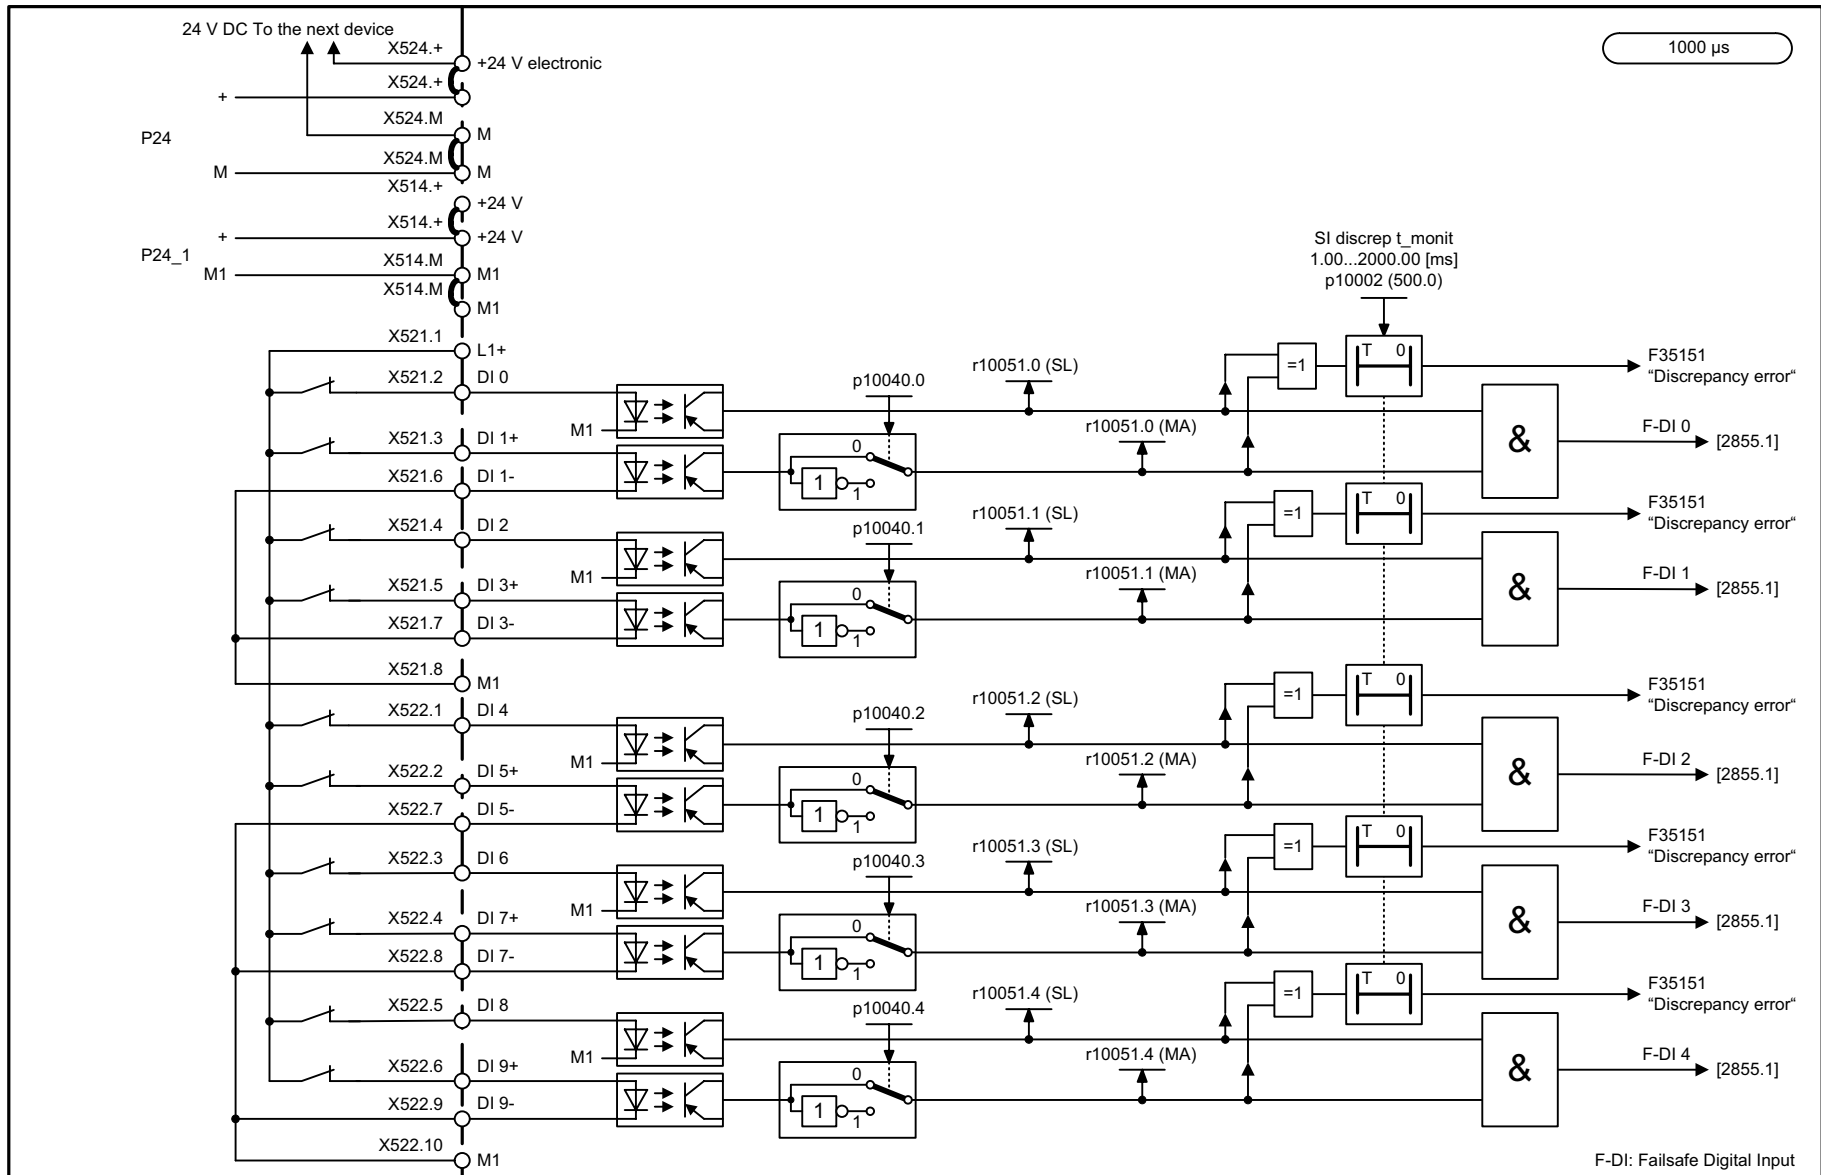 24 V DC To the next device
1000 µs
X524.+
+24 V electronic
X524.+
+
X524.M
M
P24
X524.M
M
M
X514.+
+24 V
X514.+
+
+24 V
P24_1
X514.M
M1
M1
X514.M
M1
SI discrep t_monit
1.00...2000.00 [ms]
p10002 (500.0)
X521.1
L1+
T 0
=1
F35151
"Discrepancy error“
r10051.0 (SL)
p10040.0
X521.2
DI 0
M1
r10051.0 (MA)
&
F-DI 0
[2855.1]
X521.3
DI 1+
0
1
1
X521.6
DI 1-
T 0
=1
F35151
"Discrepancy error“
r10051.1 (SL)
p10040.1
X521.4
DI 2
M1
r10051.1 (MA)
&
F-DI 1
[2855.1]
X521.5
DI 3+
0
1
1
X521.7
DI 3-
X521.8
M1
T 0
=1
F35151
"Discrepancy error“
r10051.2 (SL)
p10040.2
X522.1
DI 4
M1
r10051.2 (MA)
&
F-DI 2
[2855.1]
X522.2
DI 5+
0
1
1
X522.7
DI 5-
T 0
=1
F35151
"Discrepancy error“
r10051.3 (SL)
p10040.3
X522.3
DI 6
M1
r10051.3 (MA)
&
F-DI 3
[2855.1]
X522.4
DI 7+
0
1
1
X522.8
DI 7-
T 0
=1
F35151
"Discrepancy error“
r10051.4 (SL)
p10040.4
X522.5
DI 8
M1
r10051.4 (MA)
&
F-DI 4
[2855.1]
X522.6
DI 9+
0
1
1
X522.9
DI 9-
X522.10
M1
F-DI: Failsafe Digital Input